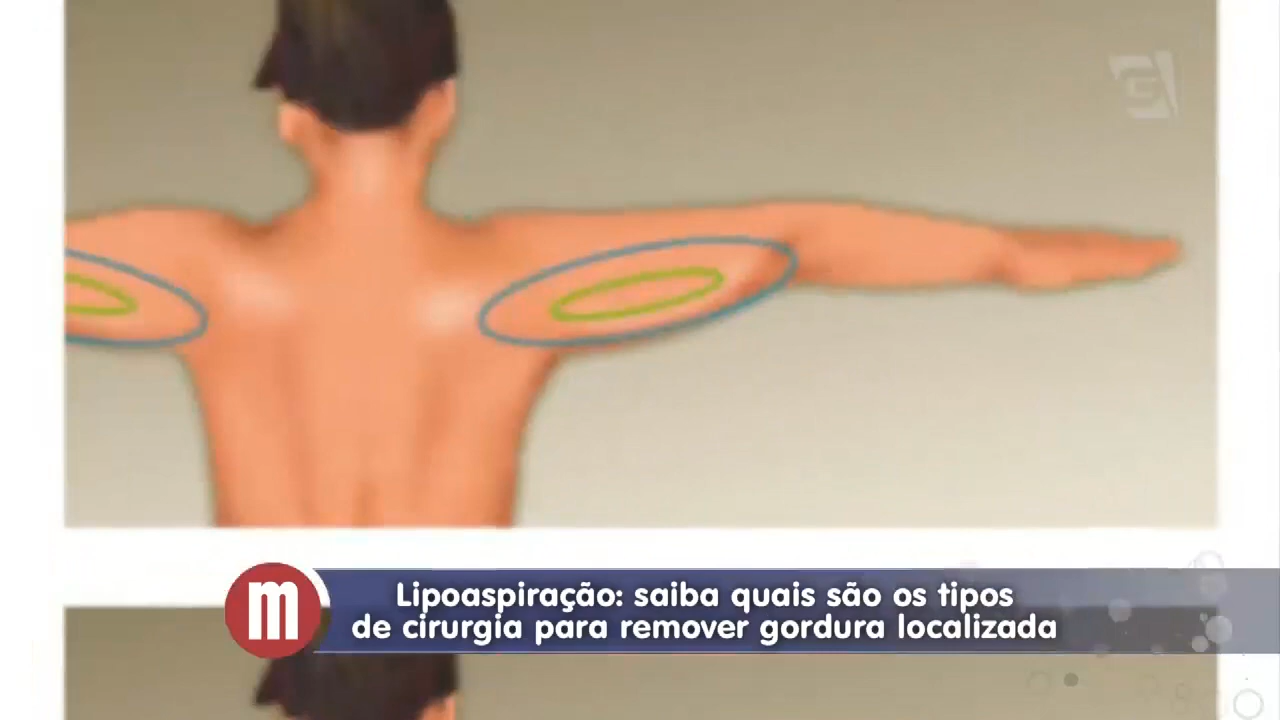 m
Lipoaspiração: saiba quais são os tipos
de cirurgia para remover gordura localizada